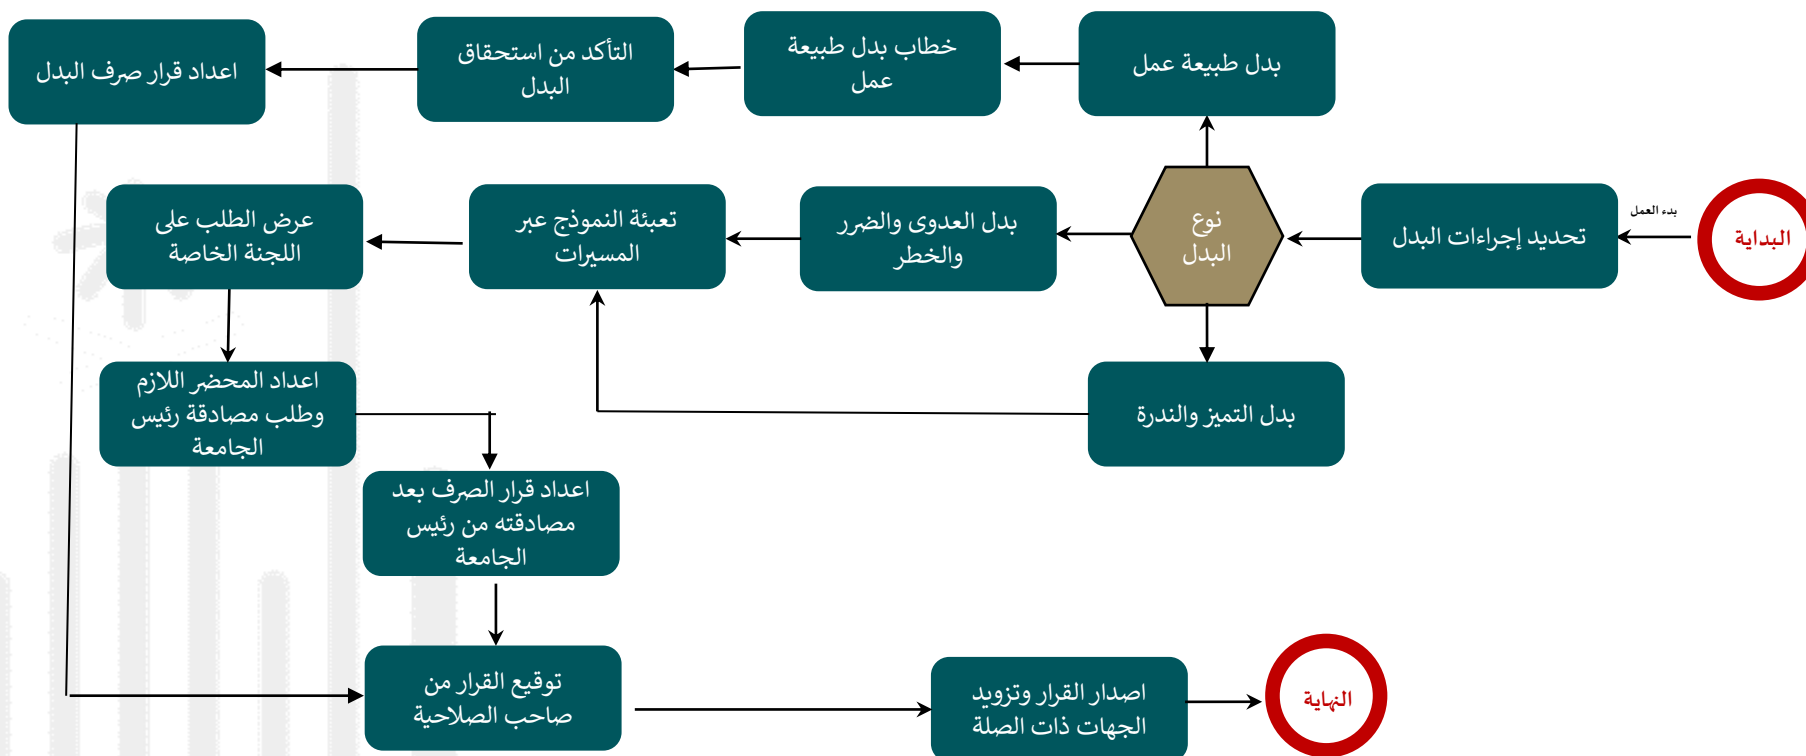 بدل طبيعة عمل
خطاب بدل طبيعة
عمل
التأكد من استحقاق
البدل
اعداد قرار صرف البدل
البداية
بدء العمل
تحديد إجراءات البدل
نوع
البدل
بدل العدوى والضرر
والخطر
تعبئة النموذج عبر
المسيرات
عرض الطلب على
اللجنة الخاصة
بدل التميز والندرة
اعداد المحضر اللازم
وطلب مصادقة رئيس
الجامعة
اعداد قرار الصرف بعد
مصادقته من رئيس
الجامعة
توقيع القرار من
صاحب الصلاحية
اصدار القرار وتزويد
الجهات ذات الصلة
النهاية